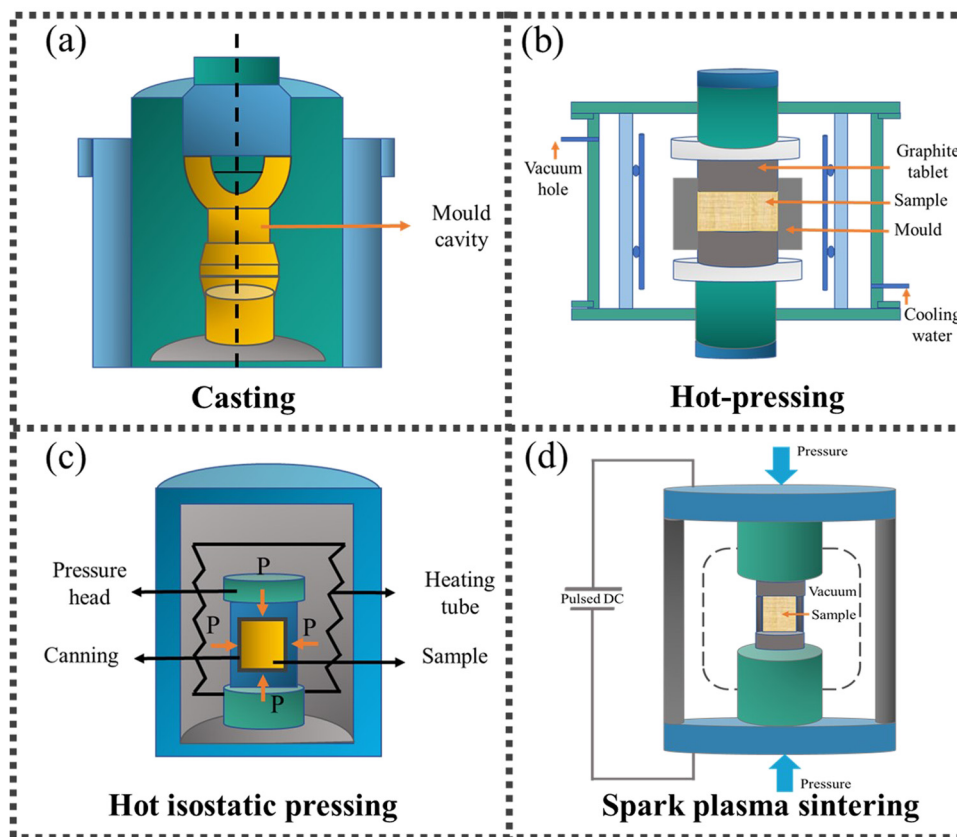 (a)
Mould
cavity
Casting
(b)
Vacuum
hole
Graphite
tablet
Sample
Mould
Cooling
water
Hot-pressing
(c)
Pressure
head
Canning
P
P
P
P
Heating
tube
Sample
Hot isostatic pressing
(d)
Pressure
Pulsed DC
Vacuum
Sample
Pressure
Spark plasma sintering